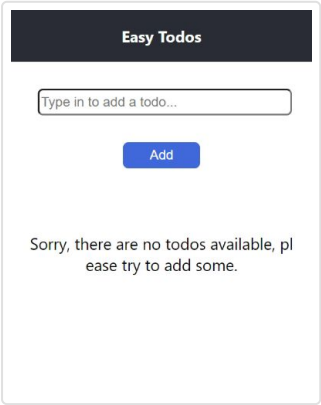 Easy Todos
Type in to add a todo...
Add
Sorry, there are no todos available, pl
ease try to add some.